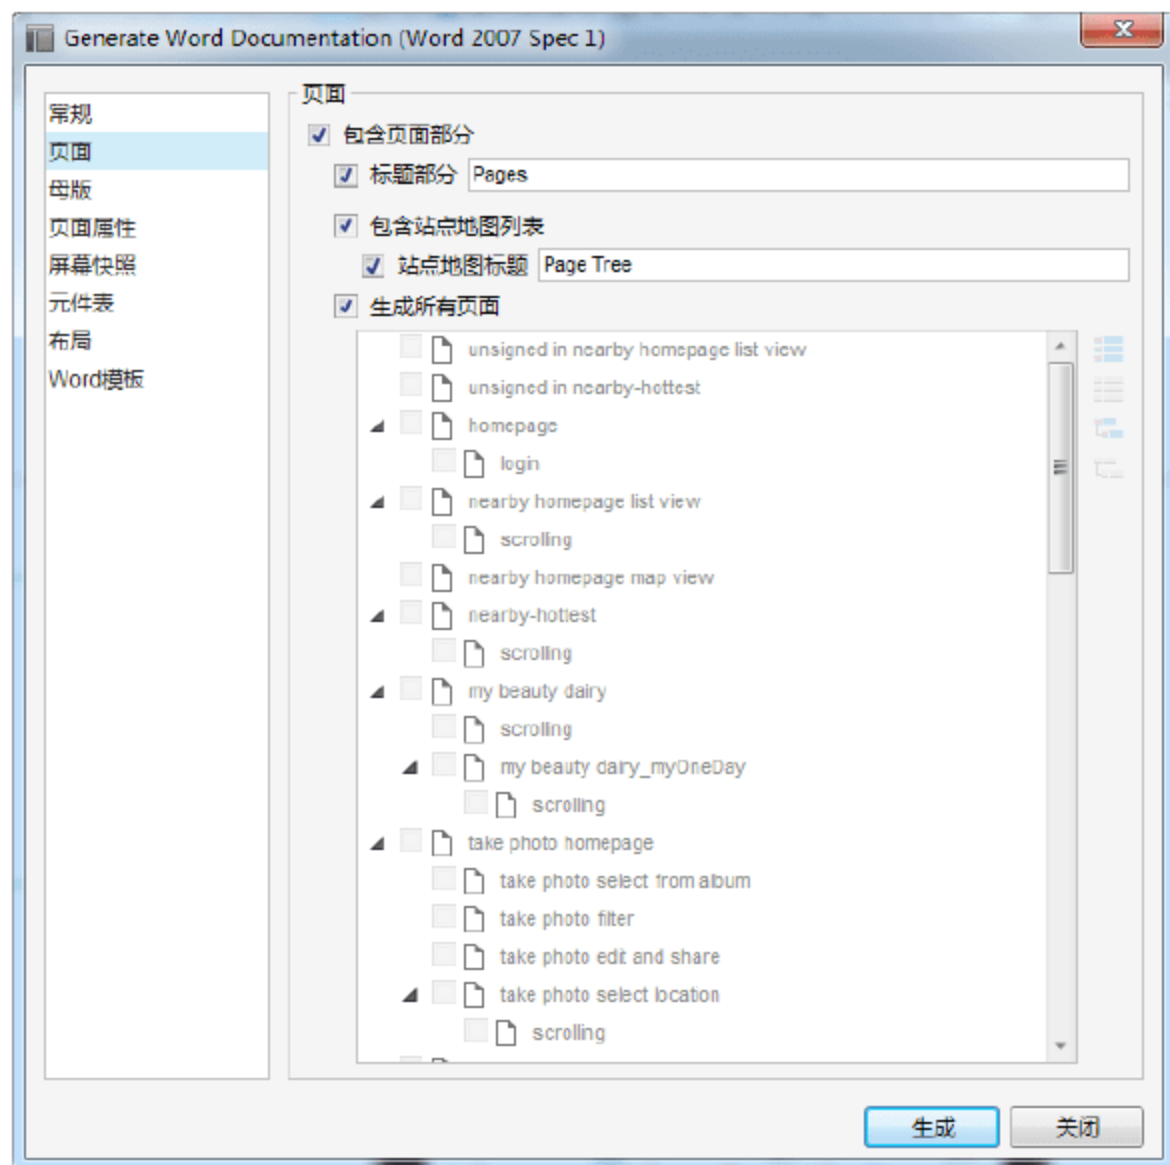 Generate Word Documentation (Word 2007 Spec 1)
常规
页面
母版
页面属性
屏幕快照
元件表
布局
Word模板
页面
包含页面部分
标题部分 Pages
包含站点地图列表
站点地图标题 Page Tree
生成所有页面
unsigned in nearby homepage list view
unsigned in nearby-hottest
homepage
login
nearby homepage list view
scrolling
nearby homepage map view
nearby-hottest
scrolling
my beauty dairy
scrolling
my beauty dairy_myOneDay
scrolling
take photo homepage
take photo select from album
take photo filter
take photo edit and share
take photo select location
scrolling
生成 关闭